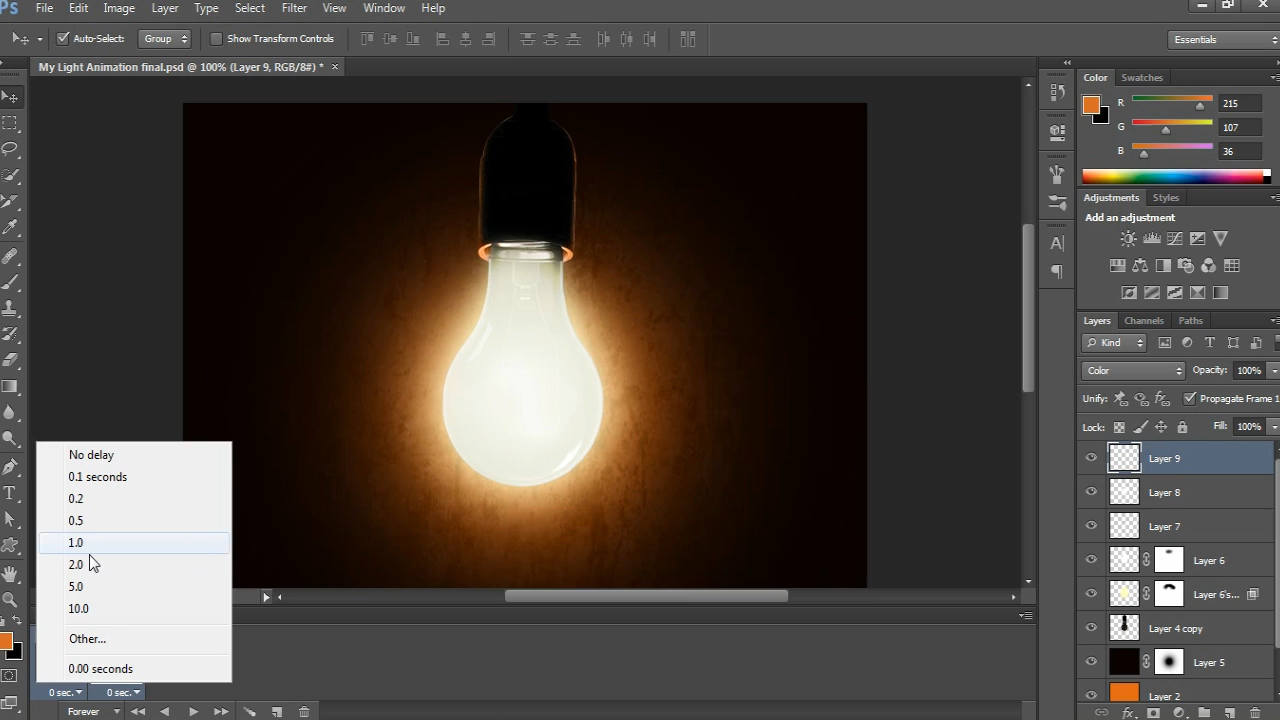 Ps File Edit Image Layer Type Select Filter View Window Help
Auto-Select: Group Show Transform Controls Essentials
My Light Animation final.psd @ 100% (Layer 9, RGB/8#) * ×
Color Swatches
R 215
G 107
B 36
Adjustments Styles
Add an adjustment
Layers Channels Paths
Kind
Color Opacity: 100%
Unify: Propagate Frame 1
Lock: Fill: 100%
Layer 9
Layer 8
Layer 7
Layer 6
Layer 6's...
Layer 4 copy
Layer 5
Layer 2
No delay
0.1 seconds
0.2
0.5
1.0
2.0
5.0
10.0
Other...
0.00 seconds
0 sec. 0 sec.
Forever